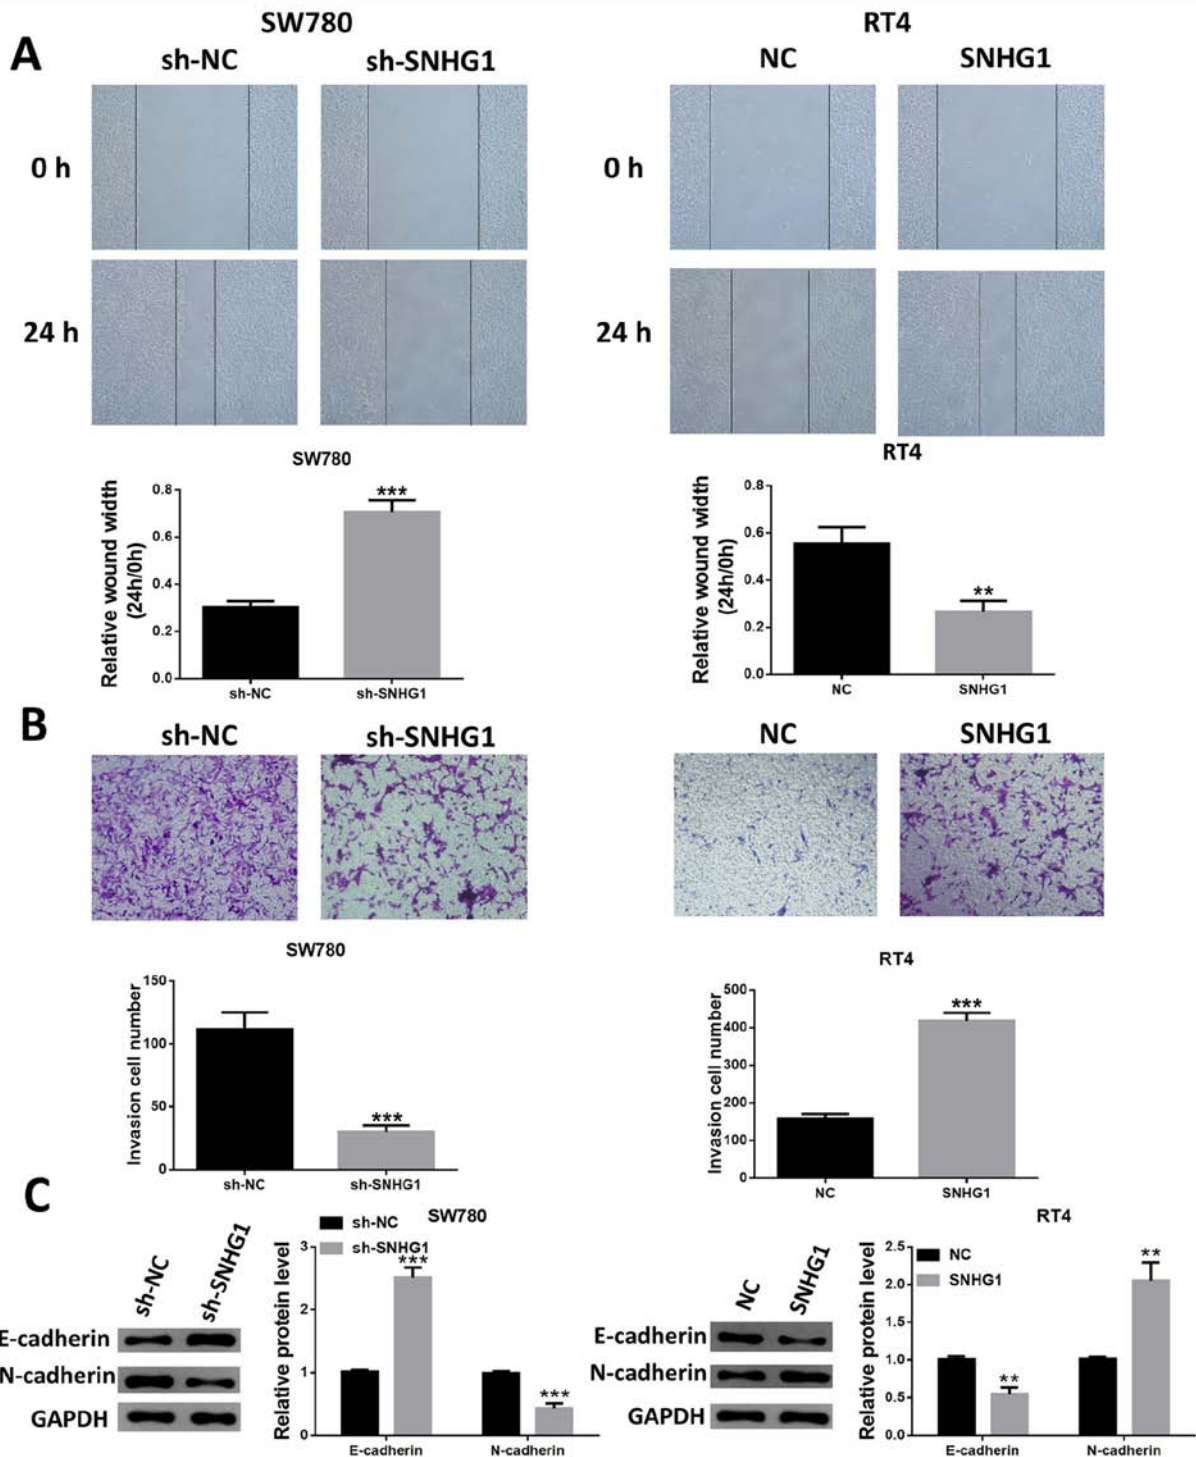 SW780
RT4
A
sh-NC
sh-SNHG1
NC
SNHG1
0 h
0 h
24 h
24 h
SW780
RT4
Relative wound width
(24h/0h)
0.8
0.6
0.4
0.2
0.0
***
sh-NC
sh-SNHG1
Relative wound width
(24h/0h)
0.8
0.6
0.4
0.2
0.0
**
NC
SNHG1
B
sh-NC
sh-SNHG1
NC
SNHG1
SW780
RT4
Invasion cell number
150
100
50
0
***
sh-NC
sh-SNHG1
Invasion cell number
500
400
300
200
100
0
***
NC
SNHG1
C
sh-NC
sh-SNHG1
E-cadherin
N-cadherin
GAPDH
SW780
sh-NC
sh-SNHG1
Relative protein level
3
2
1
0
***
***
E-cadherin
N-cadherin
NC
SNHG1
E-cadherin
N-cadherin
GAPDH
RT4
NC
SNHG1
Relative protein level
2.5
2.0
1.5
1.0
0.5
0.0
**
**
E-cadherin
N-cadherin